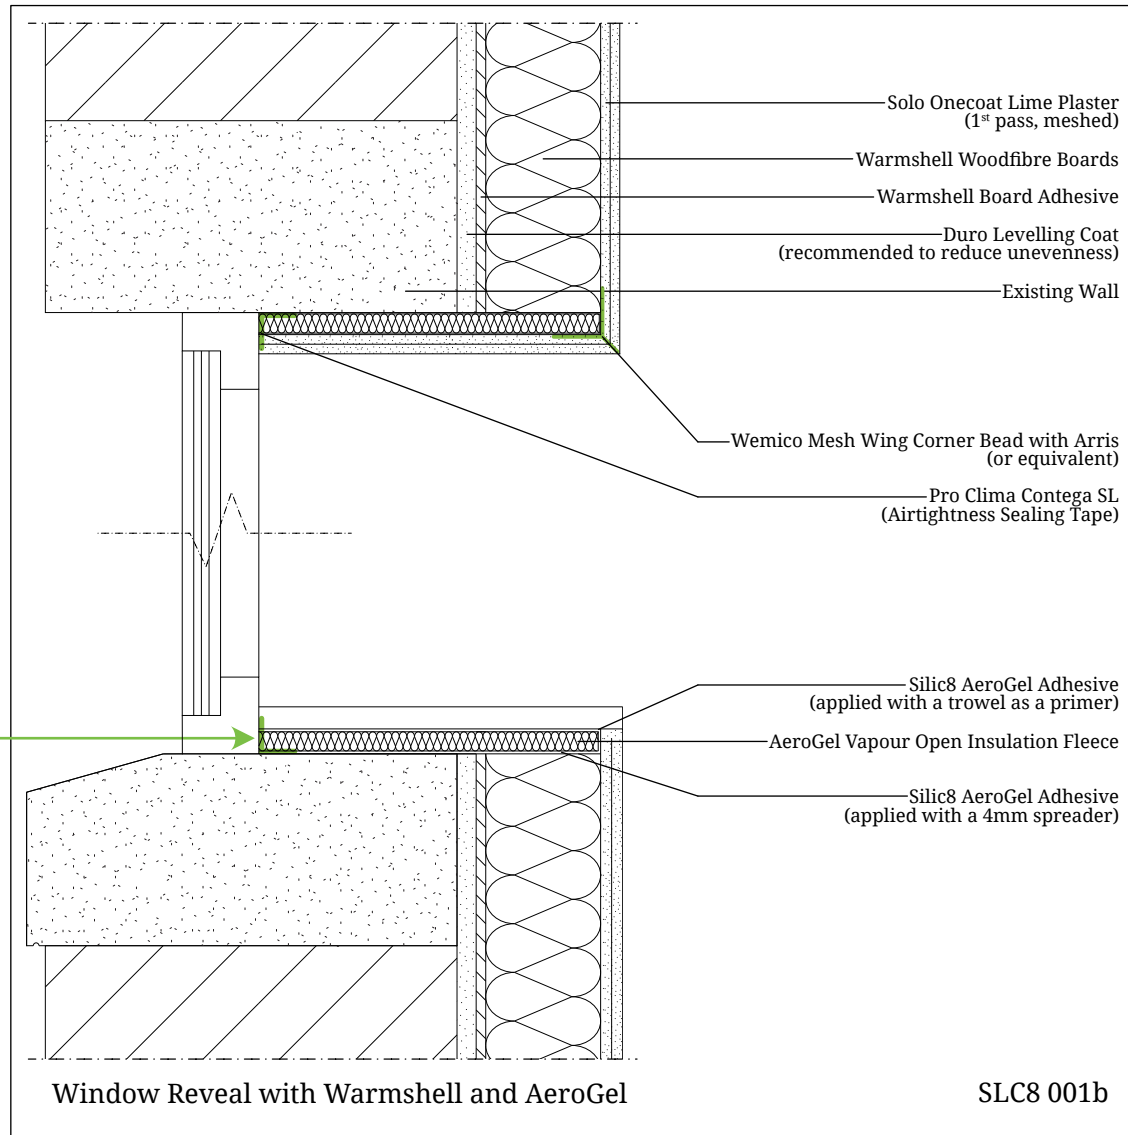 Solo Onecoat Lime Plaster
(1st pass, meshed)
Warmshell Woodfibre Boards
Warmshell Board Adhesive
Duro Levelling Coat
(recommended to reduce unevenness)
Existing Wall
Wemico Mesh Wing Corner Bead with Arris
(or equivalent)
Pro Clima Contega SL
(Airtightness Sealing Tape)
Silic8 AeroGel Adhesive
(applied with a trowel as a primer)
AeroGel Vapour Open Insulation Fleece
Silic8 AeroGel Adhesive
(applied with a 4mm spreader)
Window Reveal with Warmshell and AeroGel
SLC8 001b